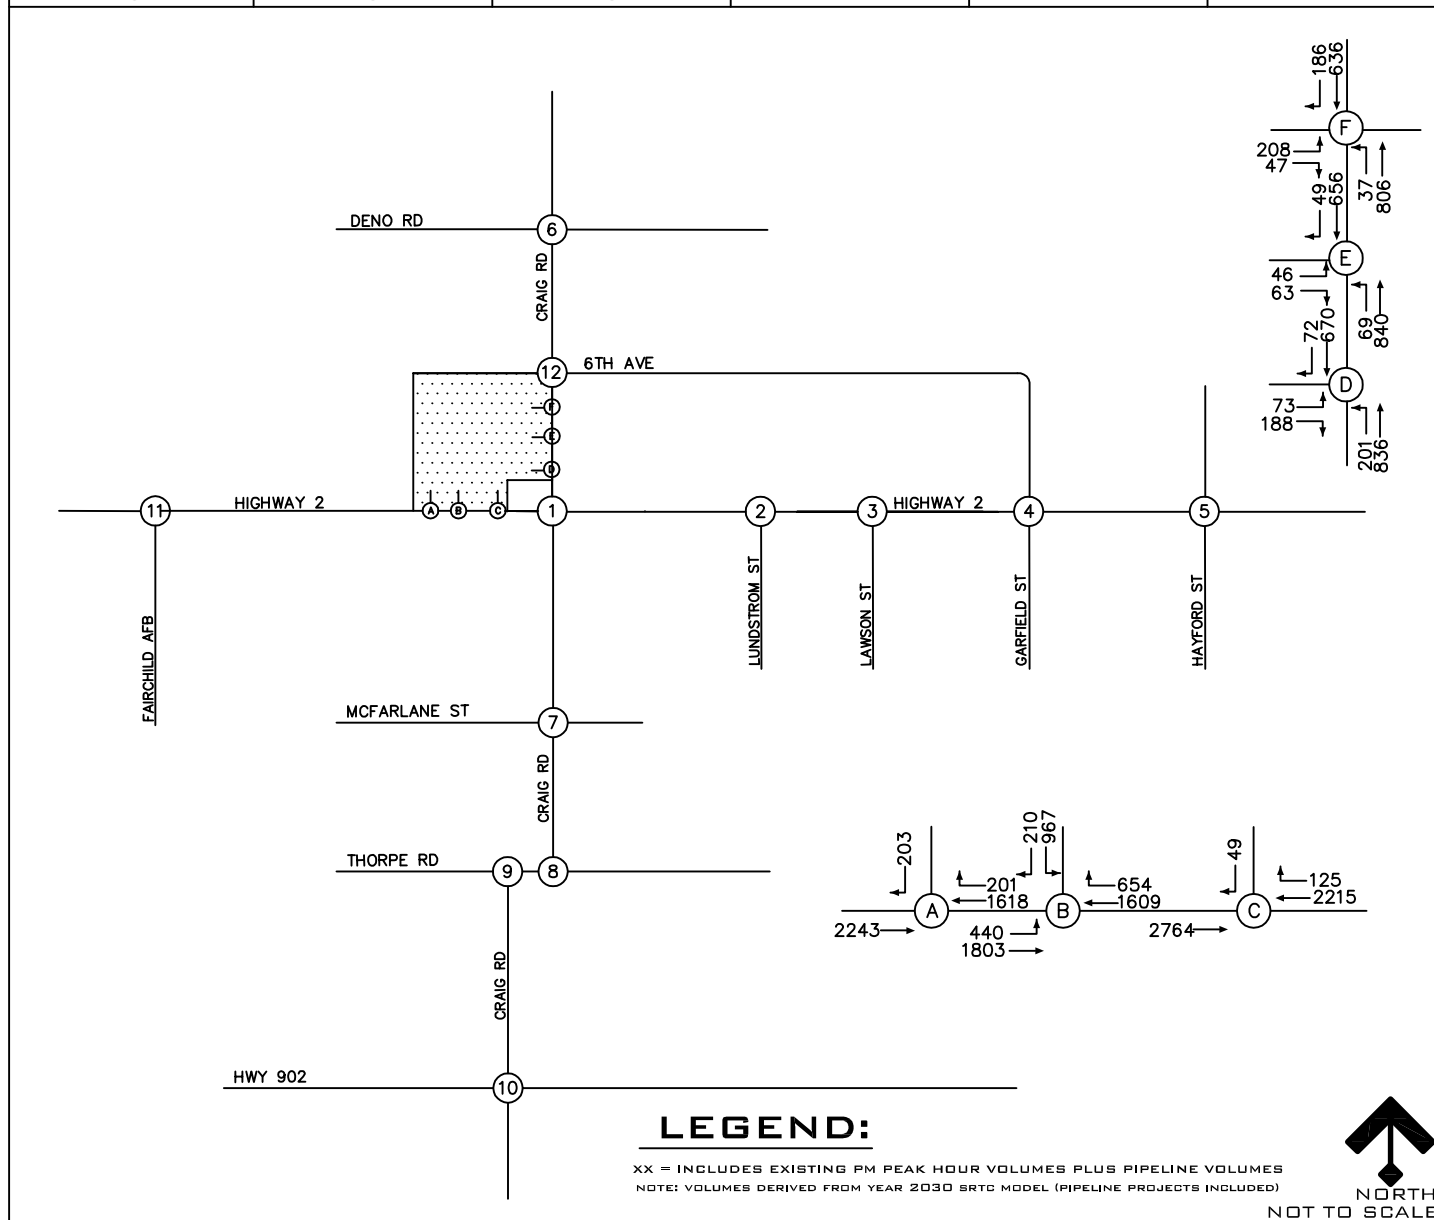 186
636
F
208
47
37
806
49
656
E
46
63
69
840
72
670
D
73
188
201
836
DENO RD
6
CRAIG RD
12
6TH AVE
F
E
D
11
HIGHWAY 2
A
B
C
1
2
3
HIGHWAY 2
4
5
FAIRCHILD AFB
LUNDSTROM ST
LAWSON ST
GARFIELD ST
HAYFORD ST
MCFARLANE ST
7
CRAIG RD
THORPE RD
9
8
CRAIG RD
HWY 902
10
203
201
1618
A
2243
210
967
654
1609
B
440
1803
49
125
2215
C
2764
LEGEND:
XX = INCLUDES EXISTING PM PEAK HOUR VOLUMES PLUS PIPELINE VOLUMES
NOTE: VOLUMES DERIVED FROM YEAR 2030 SRTC MODEL (PIPELINE PROJECTS INCLUDED)
NORTH
NOT TO SCALE